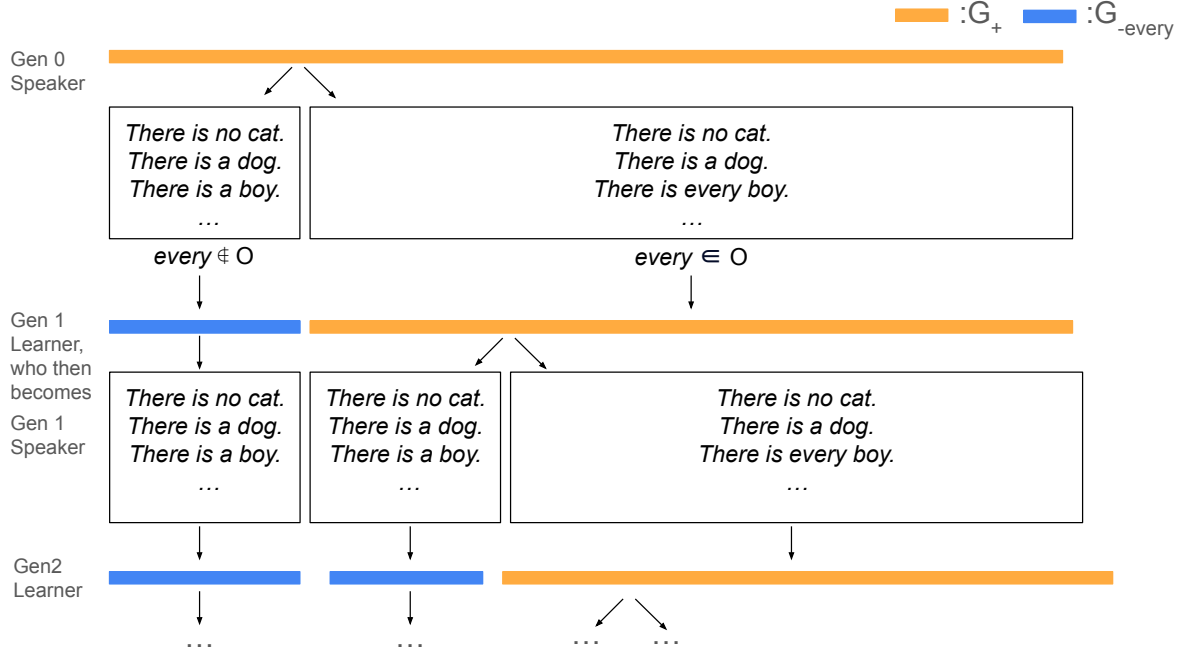 :G+ :G-every
Gen 0
Speaker
There is no cat.
There is a dog.
There is a boy.
…
There is no cat.
There is a dog.
There is every boy.
…
every ∉ O
every ∈ O
Gen 1
Learner,
who then
becomes
Gen 1
Speaker
There is no cat.
There is a dog.
There is a boy.
…
There is no cat.
There is a dog.
There is a boy.
…
There is no cat.
There is a dog.
There is every boy.
…
Gen2
Learner
… … … …